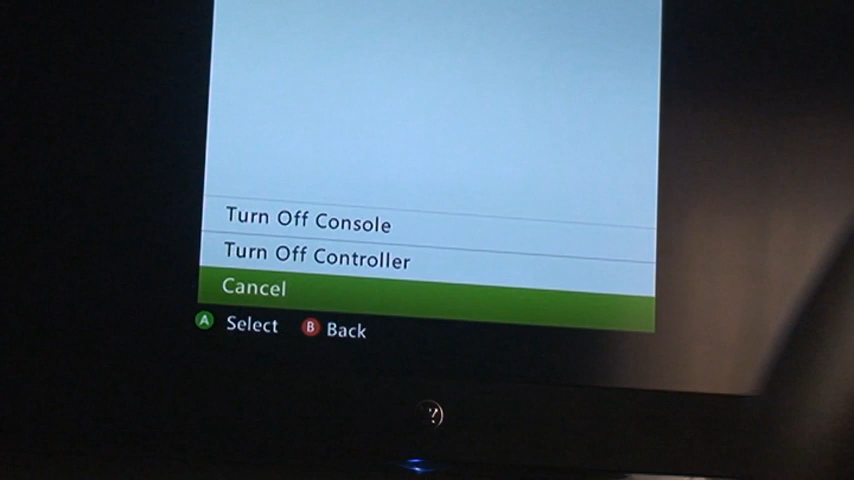 Turn Off Console
Turn Off Controller
Cancel
A Select B Back